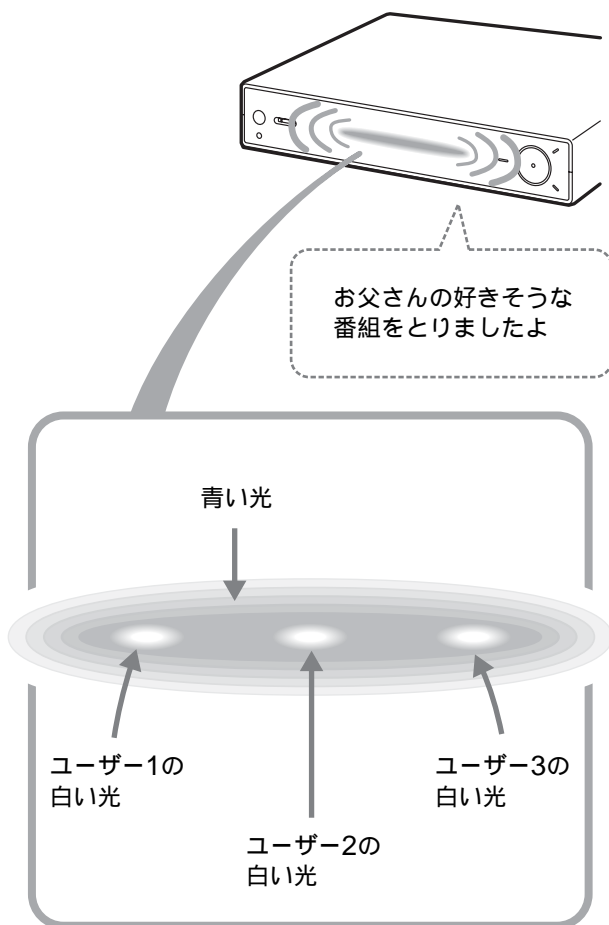 お父さんの好きそうな
番組をとりましたよ
青い光
ユーザー1の
白い光
ユーザー2の
白い光
ユーザー3の
白い光